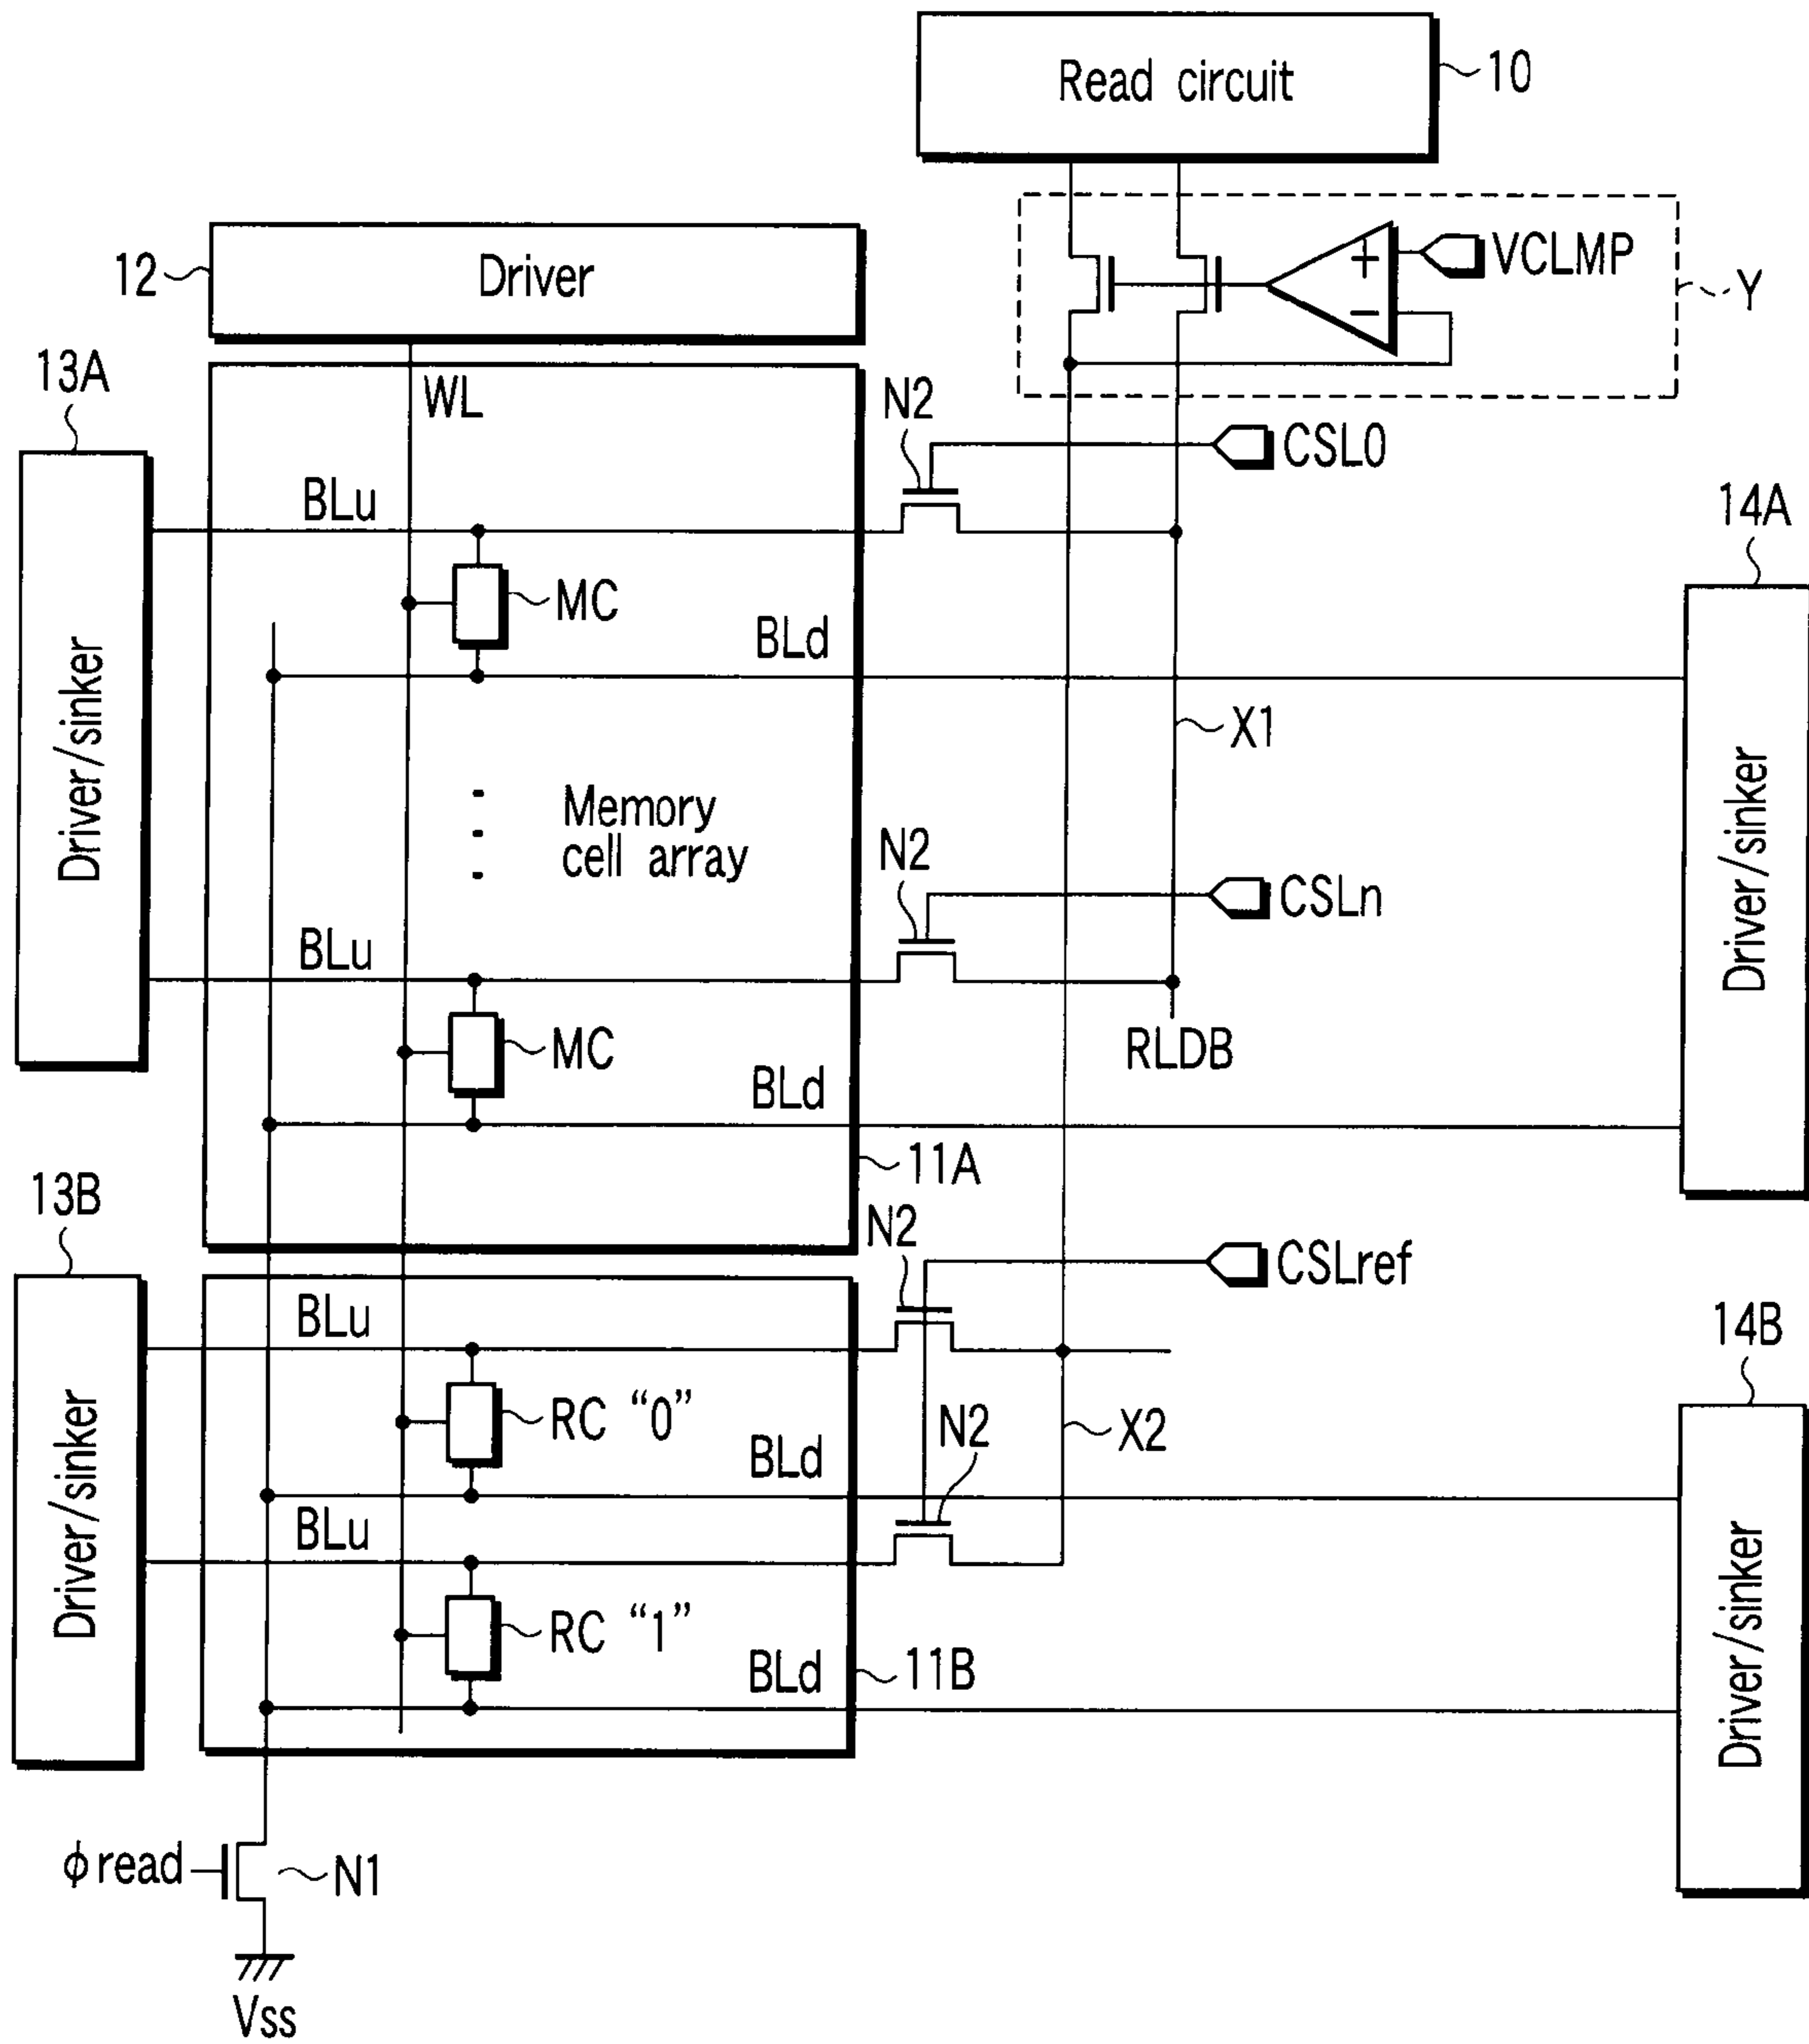 Read circuit
10
12
Driver
VCLMP
Y
13A
WL
N2
CSL0
BLu
14A
MC
BLd
Driver/sinker
X1
Memory
cell array
Driver/sinker
N2
CSLn
BLu
MC
RLDB
BLd
11A
13B
N2
CSLref
BLu
14B
RC “0”
N2
X2
BLd
Driver/sinker
BLu
Driver/sinker
RC “1”
BLd
11B
ϕread
N1
Vss